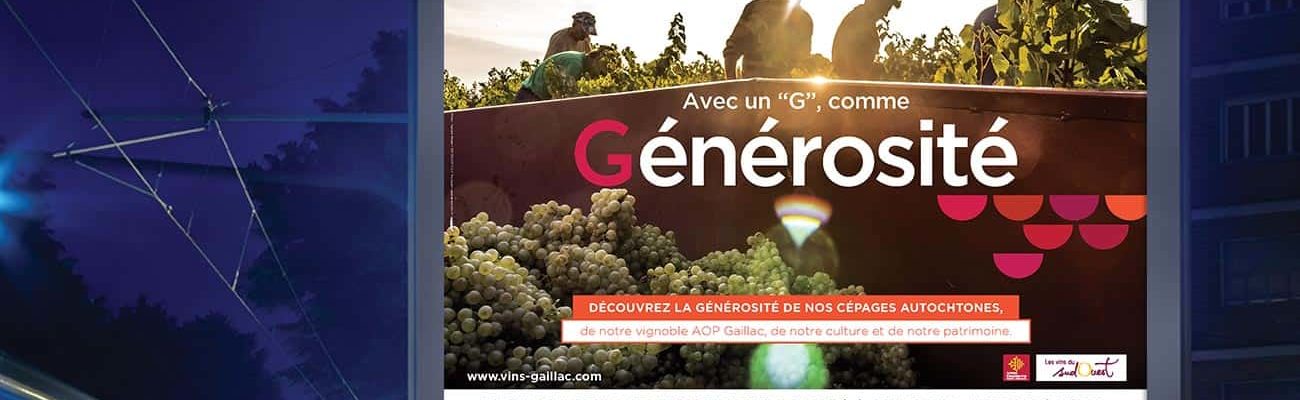 Avec un “G”, comme
Générosité
DÉCOUVREZ LA GÉNÉROSITÉ DE NOS CÉPAGES AUTOCHTONES,
de notre vignoble AOP Gaillac, de notre culture et de notre patrimoine.
www.vins-gaillac.com
Les vins du
sudOuest